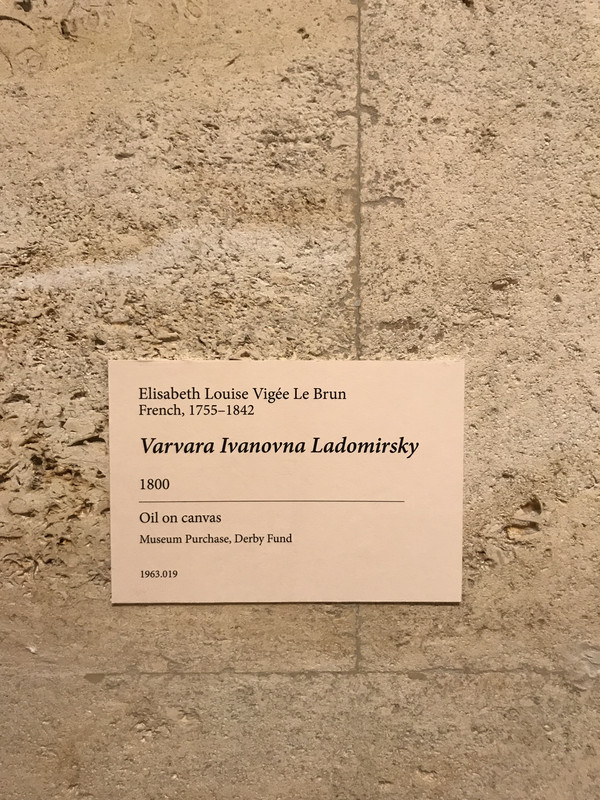 Elisabeth Louise Vigée Le Brun
French, 1755–1842
Varvara Ivanovna Ladomirsky
1800
Oil on canvas
Museum Purchase, Derby Fund
1963.019